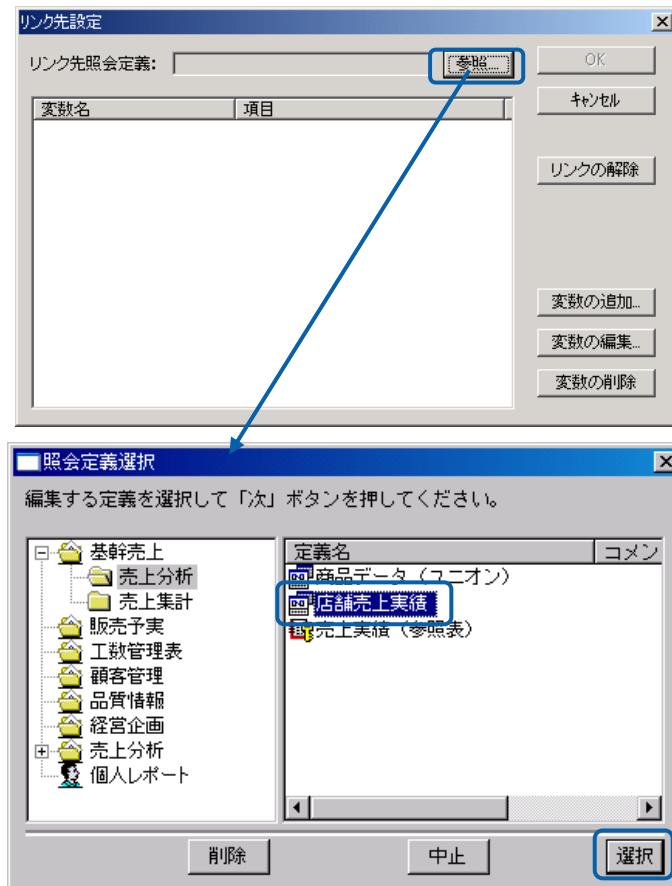 リンク先設定
リンク先照会定義:
参照...
OK
キャンセル
変数名
項目
リンクの解除
変数の追加...
変数の編集...
変数の削除
照会定義選択
編集する定義を選択して「次」ボタンを押してください。
基幹売上
売上分析
売上集計
販売予実
工数管理表
顧客管理
品質情報
経営企画
売上分析
個人レポート
定義名
コメン
商品データ（ユニオン）
店舗売上実績
売上実績（参照表）
削除
中止
選択